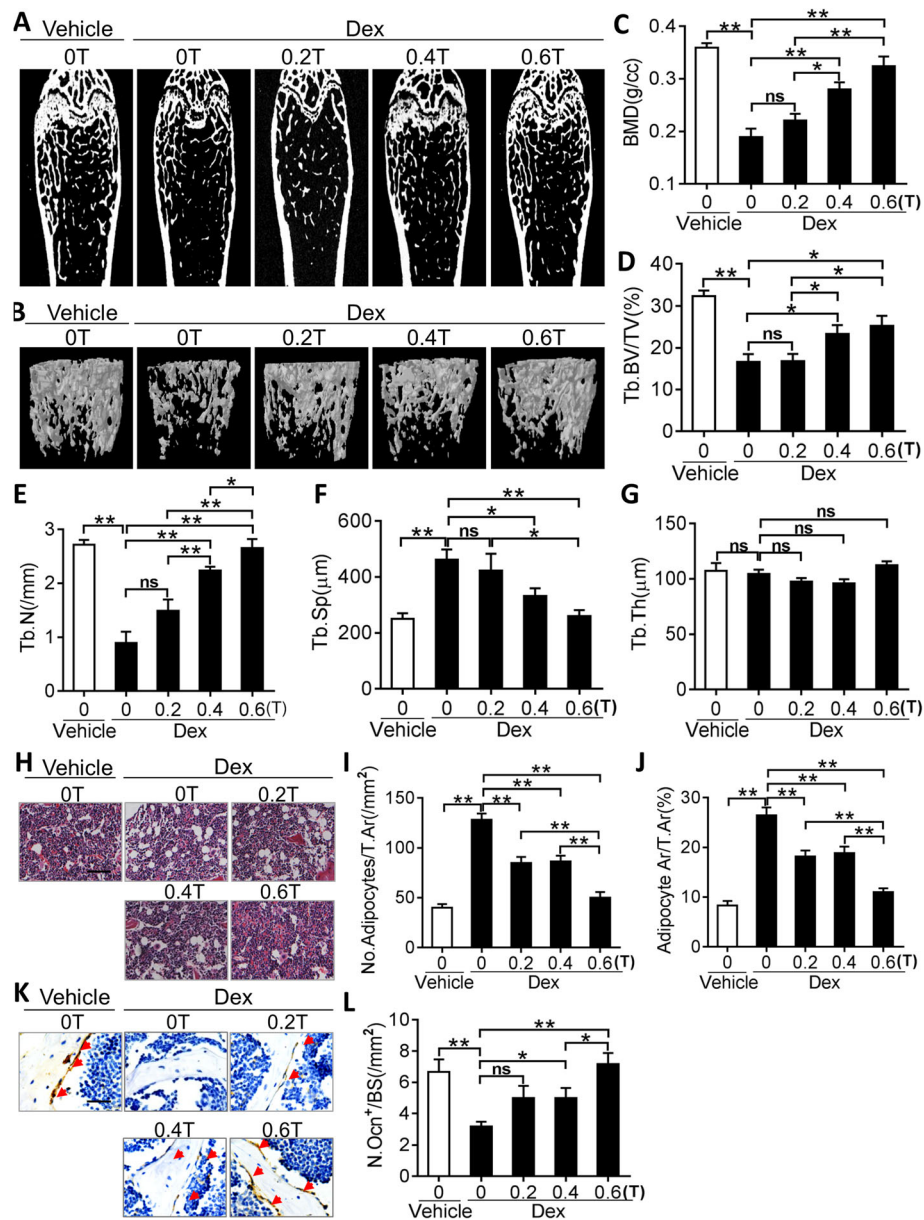 A
Vehicle Dex
0T 0T 0.2T 0.4T 0.6T
B
Vehicle Dex
0T 0T 0.2T 0.4T 0.6T
C
BMD(g/cc)
0.4
0.3
0.2
0.1
** ** ** ** * ns
0 0 0.2 0.4 0.6(T)
Vehicle Dex
D
Tb.BV/TV(%)
40
30
20
10
0
** * * * * ns
0 0 0.2 0.4 0.6(T)
Vehicle Dex
E
Tb.N(/mm)
3
2
1
0
** * ** ** ** ** ns
0 0 0.2 0.4 0.6(T)
Vehicle Dex
F
Tb.Sp(μm)
600
400
200
0
** ** * ns *
0 0 0.2 0.4 0.6(T)
Vehicle Dex
G
Tb.Th(μm)
150
100
50
0
ns ns ns ns
0 0 0.2 0.4 0.6(T)
Vehicle Dex
H
Vehicle Dex
0T 0T 0.2T
0.4T 0.6T
I
No.Adipocytes/T.Ar(/mm²)
150
100
50
0
** ** ** ** ** **
0 0 0.2 0.4 0.6(T)
Vehicle Dex
J
Adipocyte Ar/T.Ar(%)
30
20
10
0
** ** ** ** ** **
0 0 0.2 0.4 0.6(T)
Vehicle Dex
K
Vehicle Dex
0T 0T 0.2T
0.4T 0.6T
L
N.Ocn⁺/BS(/mm²)
10
8
6
4
2
0
** ** * * ns
0 0 0.2 0.4 0.6(T)
Vehicle Dex